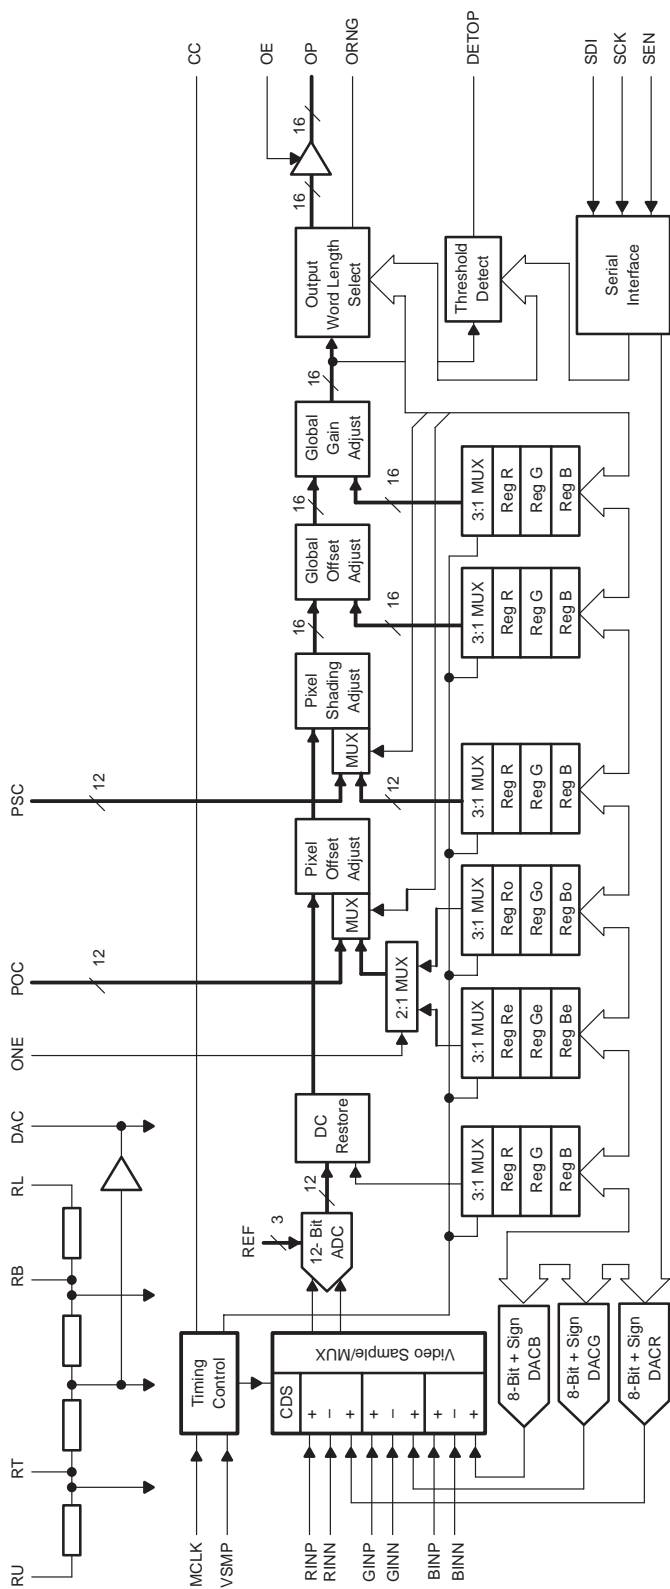 RU
RT
RB
RL
DAC
ONE
POC
12
PSC
12
MCLK
VSMP
Timing
Control
CC
REF
3
OE
OP
ORNG
DETOP
RINP
RINN
GINP
GINN
BINP
BINN
CDS
+
−
+
+
−
+
+
−
+
Video Sample/MUX
12- Bit
ADC
12
DC
Restore
Pixel
Offset
Adjust
MUX
2:1 MUX
Pixel
Shading
Adjust
MUX
12
16
Global
Offset
Adjust
16
16
Global
Gain
Adjust
16
16
Output
Word Length
Select
16
16
Threshold
Detect
3:1 MUX
Reg R
Reg G
Reg B
3:1 MUX
Reg Re
Reg Ge
Reg Be
3:1 MUX
Reg Ro
Reg Go
Reg Bo
3:1 MUX
Reg R
Reg G
Reg B
3:1 MUX
Reg R
Reg G
Reg B
3:1 MUX
Reg R
Reg G
Reg B
8-Bit + Sign
DACB
8-Bit + Sign
DACG
8-Bit + Sign
DACR
Serial
Interface
SDI
SCK
SEN